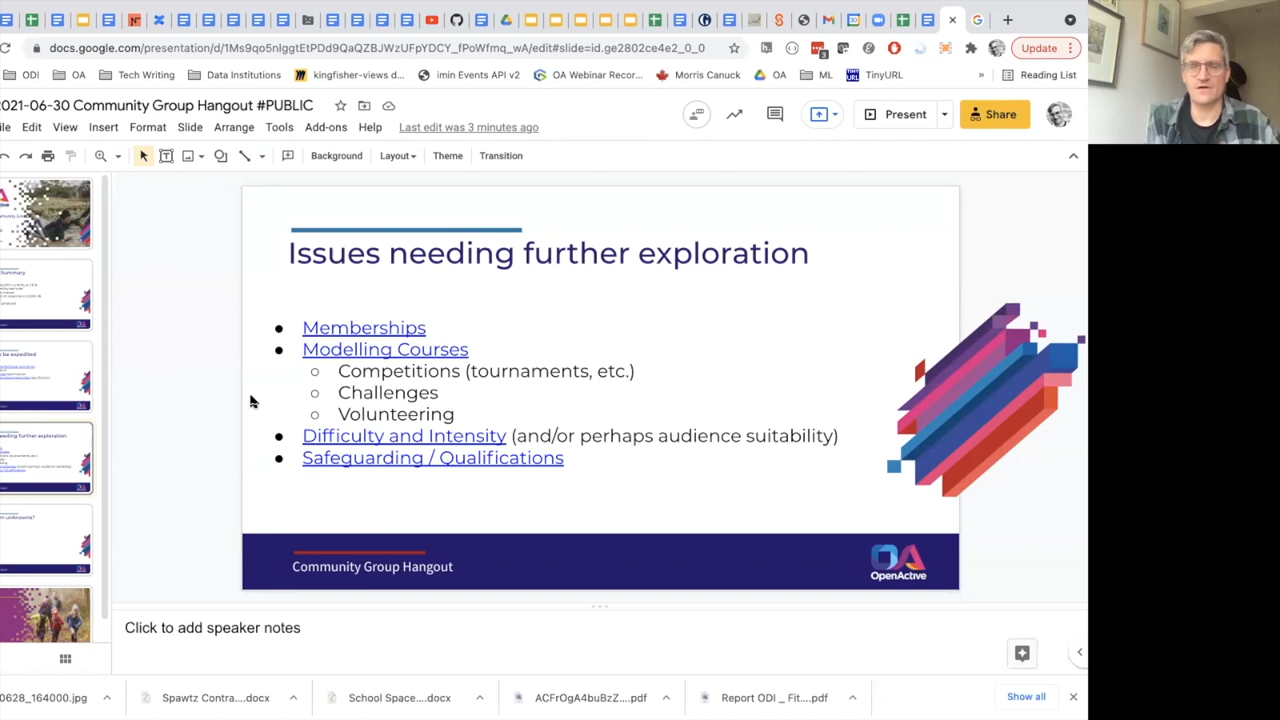 docs.google.com/presentation/d/1Ms9qo5nIggtEtPDd9QaQZBJWzUFpYDCY_fPoWfmq_wA/edit#slide=id.ge2802ce4e2_0_0
3
Update
ODI
OA
Tech Writing
Data Institutions
kingfisher-views d...
imin Events API v2
OA Webinar Recor...
Morris Canuck
OA
ML
TinyURL
»
Reading List
2021-06-30 Community Group Hangout #PUBLIC
ile Edit View Insert Format Slide Arrange Tools Add-ons Help Last edit was 3 minutes ago
Present
Share
Background Layout Theme Transition
Issues needing further exploration
● Memberships
● Modelling Courses
○ Competitions (tournaments, etc.)
○ Challenges
○ Volunteering
● Difficulty and Intensity (and/or perhaps audience suitability)
● Safeguarding / Qualifications
Community Group Hangout
OA
OpenActive
Click to add speaker notes
0628_164000.jpg
Spawtz Contra....docx
School Space....docx
ACFrOgA4buBzZ....pdf
Report ODI _ Fit....pdf
Show all